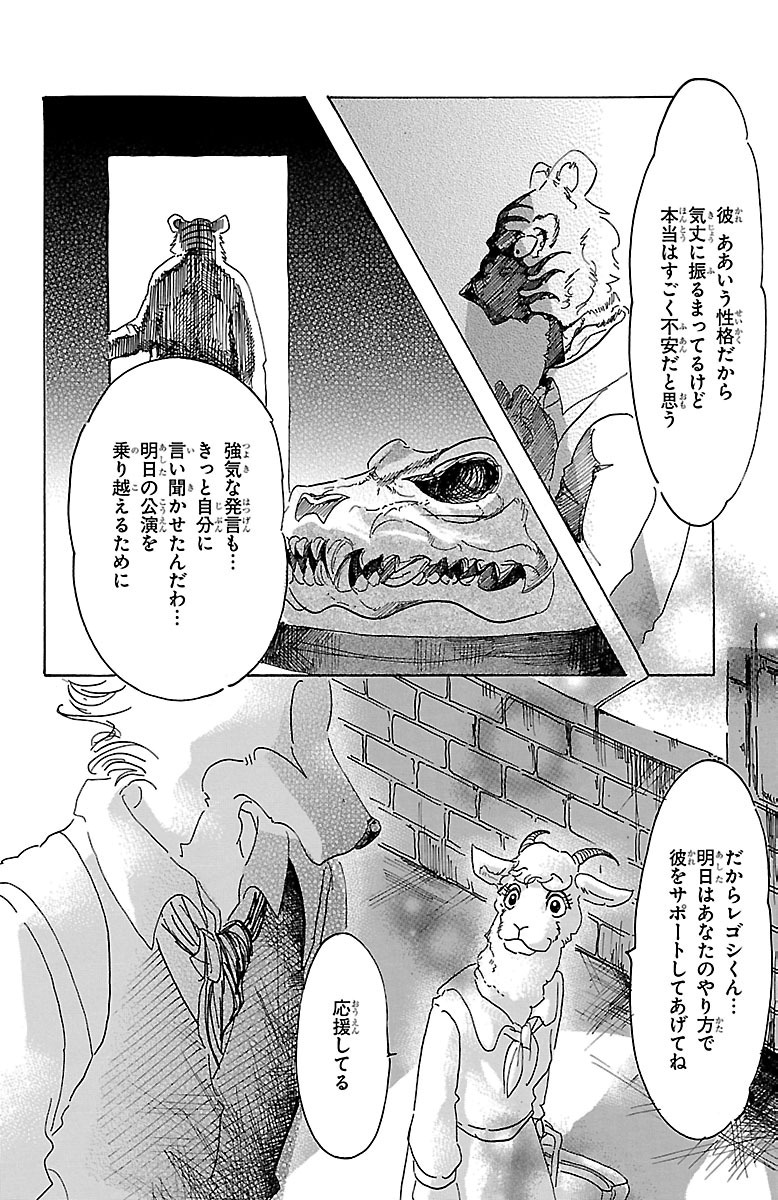 彼 ああいう性格だから
気丈に振るまってるけど
本当はすごく不安だと思う
強気な発言も…
きっと自分に
言い聞かせたんだわ…
明日の公演を
乗り越えるために
だからレゴシくん…
明日はあなたのやり方で
彼をサポートしてあげてね
応援してる